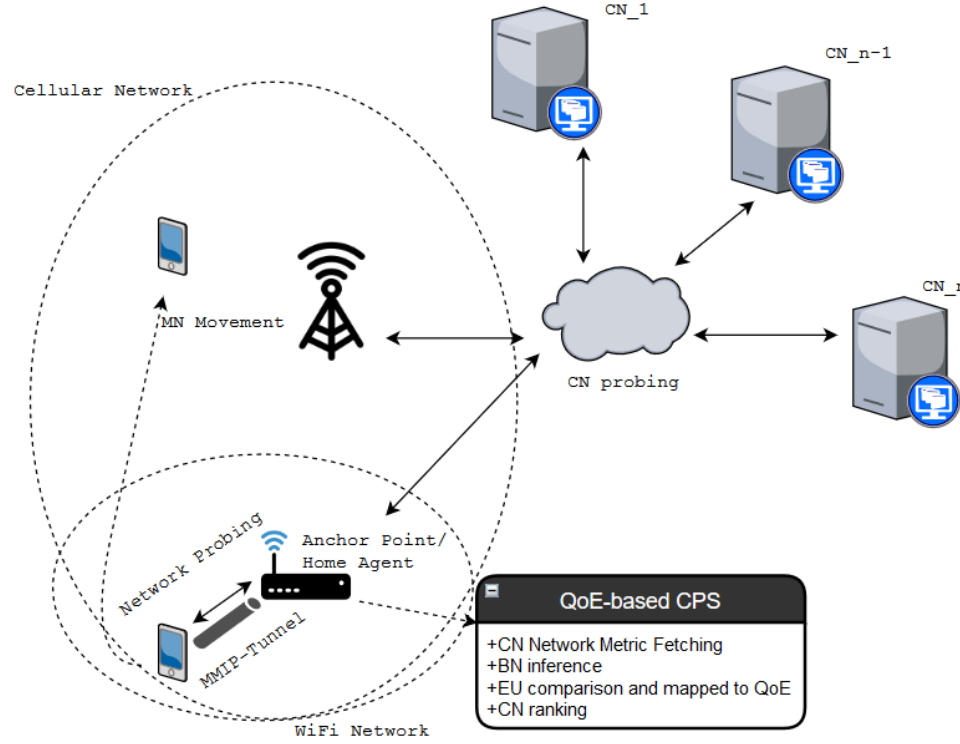 CN_1
CN_n-1
Cellular Network
CN_n
MN Movement
CN probing
Network Probing
Anchor Point/
Home Agent
MMIP-Tunnel
QoE-based CPS
+CN Network Metric Fetching
+BN inference
+EU comparison and mapped to QoE
+CN ranking
WiFi Network